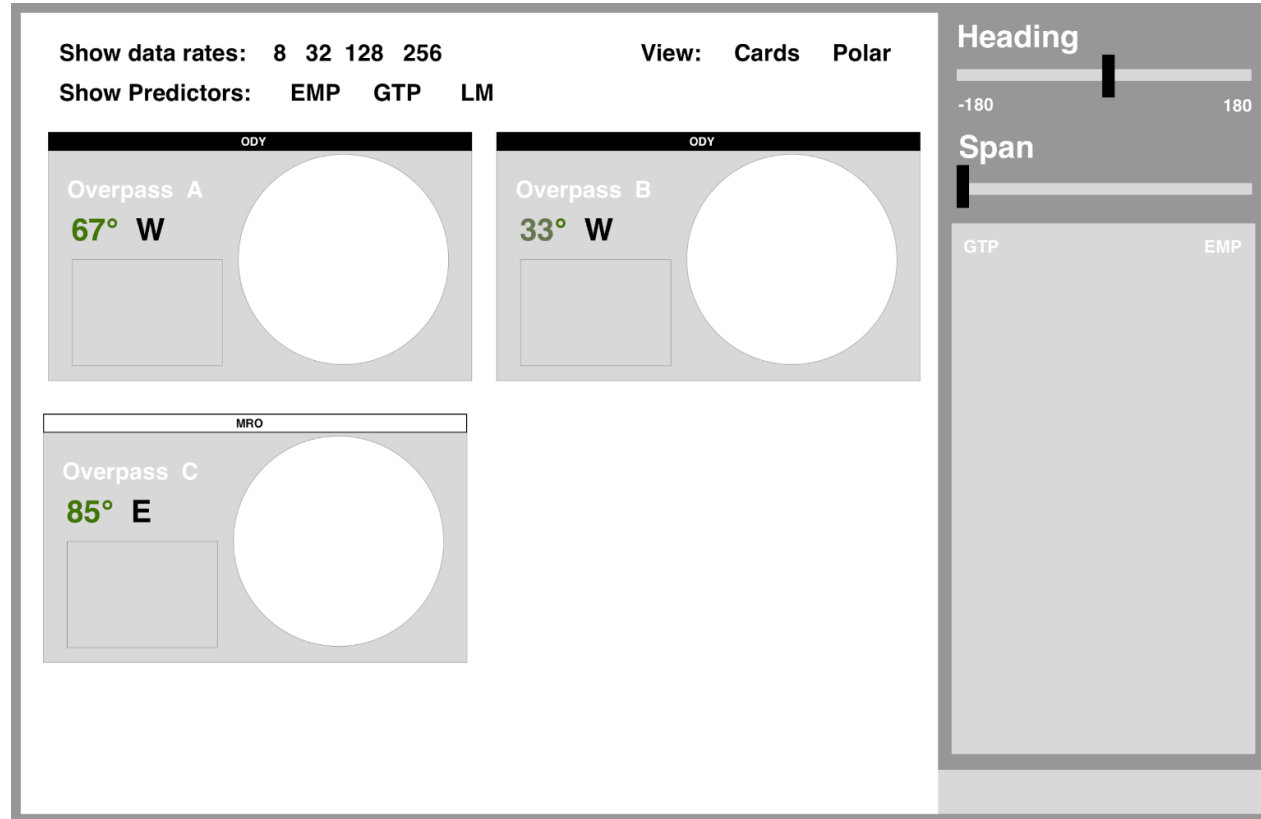 Show data rates: 8 32 128 256
View: Cards Polar
Show Predictors: EMP GTP LM
ODY
Overpass A
67° W
ODY
Overpass B
33° W
MRO
Overpass C
85° E
Heading
-180 180
Span
GTP EMP